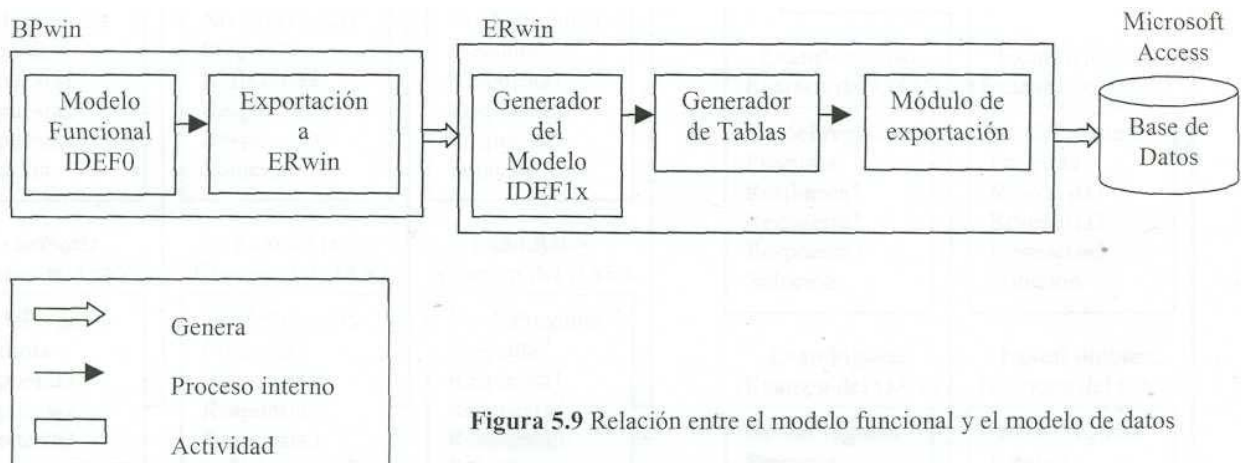 BPwin
ERwin
Microsoft
Access
Modelo
Funcional
IDEF0
Exportación
a
ERwin
Generador
del
Modelo
IDEF1x
Generador
de Tablas
Módulo de
exportación
Base de
Datos
Genera
Proceso interno
Actividad
Figura 5.9 Relación entre el modelo funcional y el modelo de datos